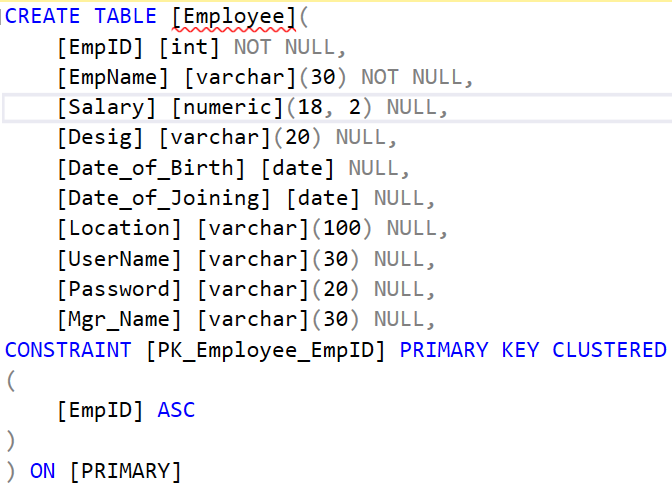 CREATE TABLE [Employee](
    [EmpID] [int] NOT NULL,
    [EmpName] [varchar](30) NOT NULL,
    [Salary] [numeric](18, 2) NULL,
    [Desig] [varchar](20) NULL,
    [Date_of_Birth] [date] NULL,
    [Date_of_Joining] [date] NULL,
    [Location] [varchar](100) NULL,
    [UserName] [varchar](30) NULL,
    [Password] [varchar](20) NULL,
    [Mgr_Name] [varchar](30) NULL,
CONSTRAINT [PK_Employee_EmpID] PRIMARY KEY CLUSTERED
(
    [EmpID] ASC
)
) ON [PRIMARY]